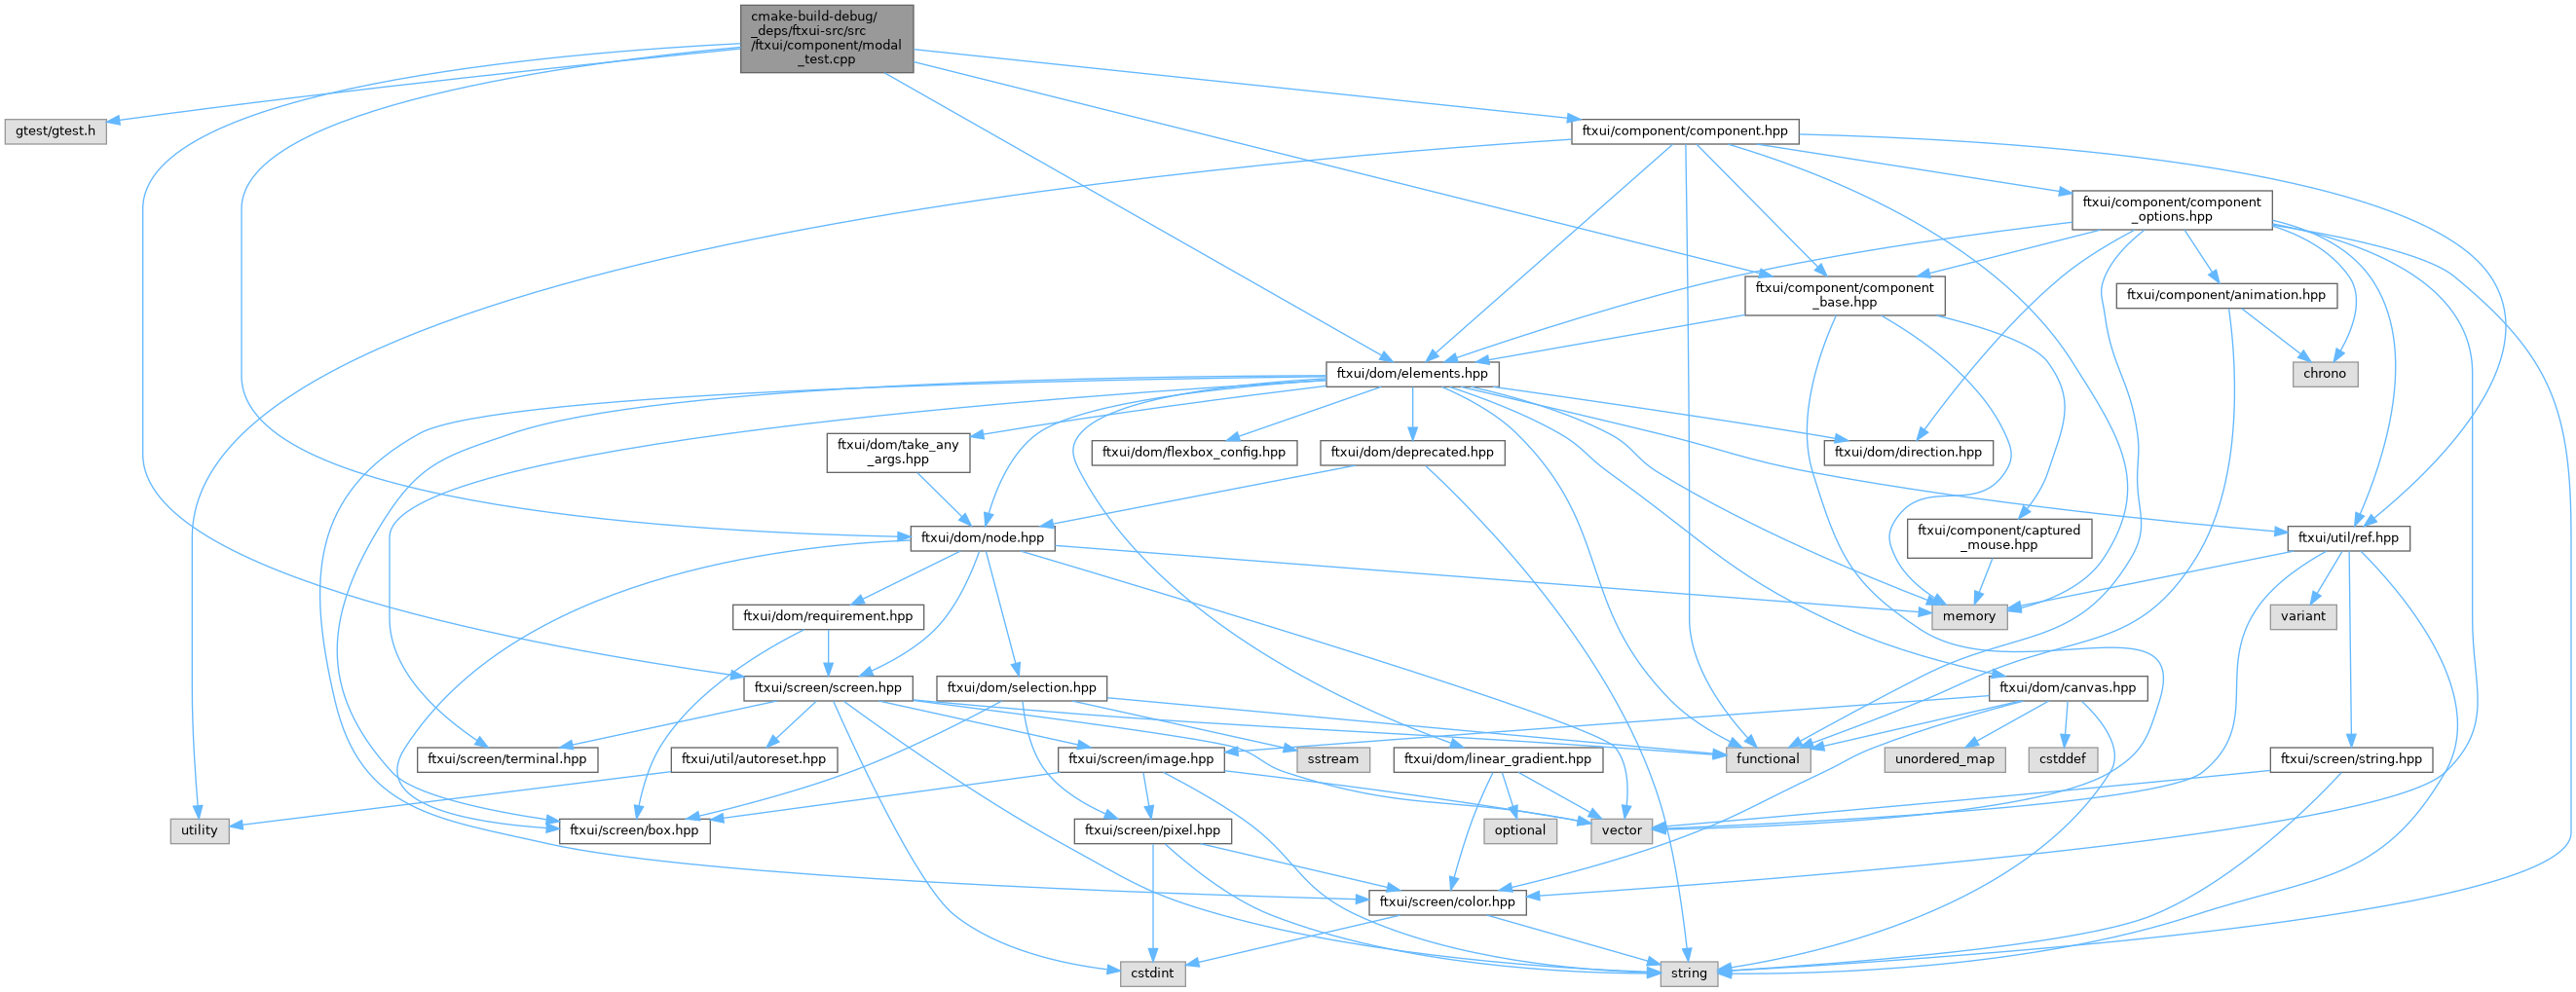 cmake-build-debug/
_deps/ftxui-src/src
/ftxui/component/modal
_test.cpp
gtest/gtest.h
ftxui/component/component.hpp
ftxui/component/component
_options.hpp
ftxui/component/component
_base.hpp
ftxui/component/animation.hpp
ftxui/dom/elements.hpp
chrono
ftxui/dom/take_any
_args.hpp
ftxui/dom/flexbox_config.hpp
ftxui/dom/deprecated.hpp
ftxui/dom/direction.hpp
ftxui/dom/node.hpp
ftxui/component/captured
_mouse.hpp
ftxui/util/ref.hpp
ftxui/dom/requirement.hpp
memory
variant
ftxui/screen/screen.hpp
ftxui/dom/selection.hpp
ftxui/dom/canvas.hpp
ftxui/screen/terminal.hpp
ftxui/util/autoreset.hpp
ftxui/screen/image.hpp
sstream
ftxui/dom/linear_gradient.hpp
functional
unordered_map
cstddef
ftxui/screen/string.hpp
utility
ftxui/screen/box.hpp
ftxui/screen/pixel.hpp
optional
vector
ftxui/screen/color.hpp
cstdint
string